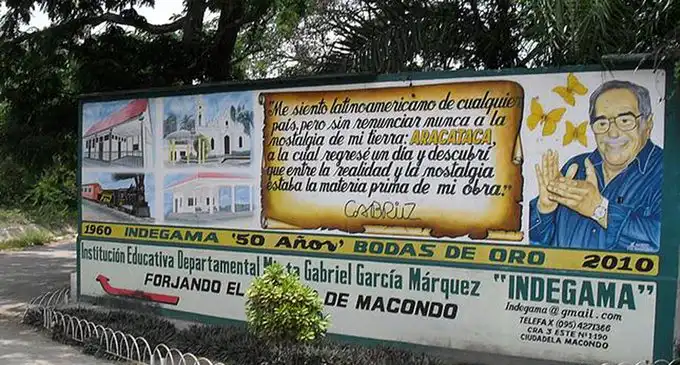 "Me siento latinoamericano de cualquier
país, pero sin renunciar nunca a la
nostalgia de mi tierra: ARACATACA,
a la cual regresé un día y descubrí
que entre la realidad y la nostalgia
estaba la materia prima de mi obra."
GABRIIZ
1960 INDEGAMA "50 Años" BODAS DE ORO 2010
Institución Educativa Departamental Gabriel García Márquez "INDEGAMA"
FORJANDO EL DE MACONDO
Indegama@gmail.com
TELEFAX (095) 4271366
CRA 3 ESTE Nº 1-190
CIUDADELA MACONDO